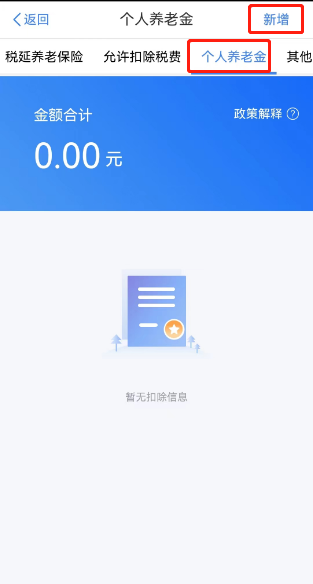 返回 个人养老金 新增
税延养老保险 允许扣除税费 个人养老金 其他
金额合计 政策解释 ?
0.00 元
暂无扣除信息